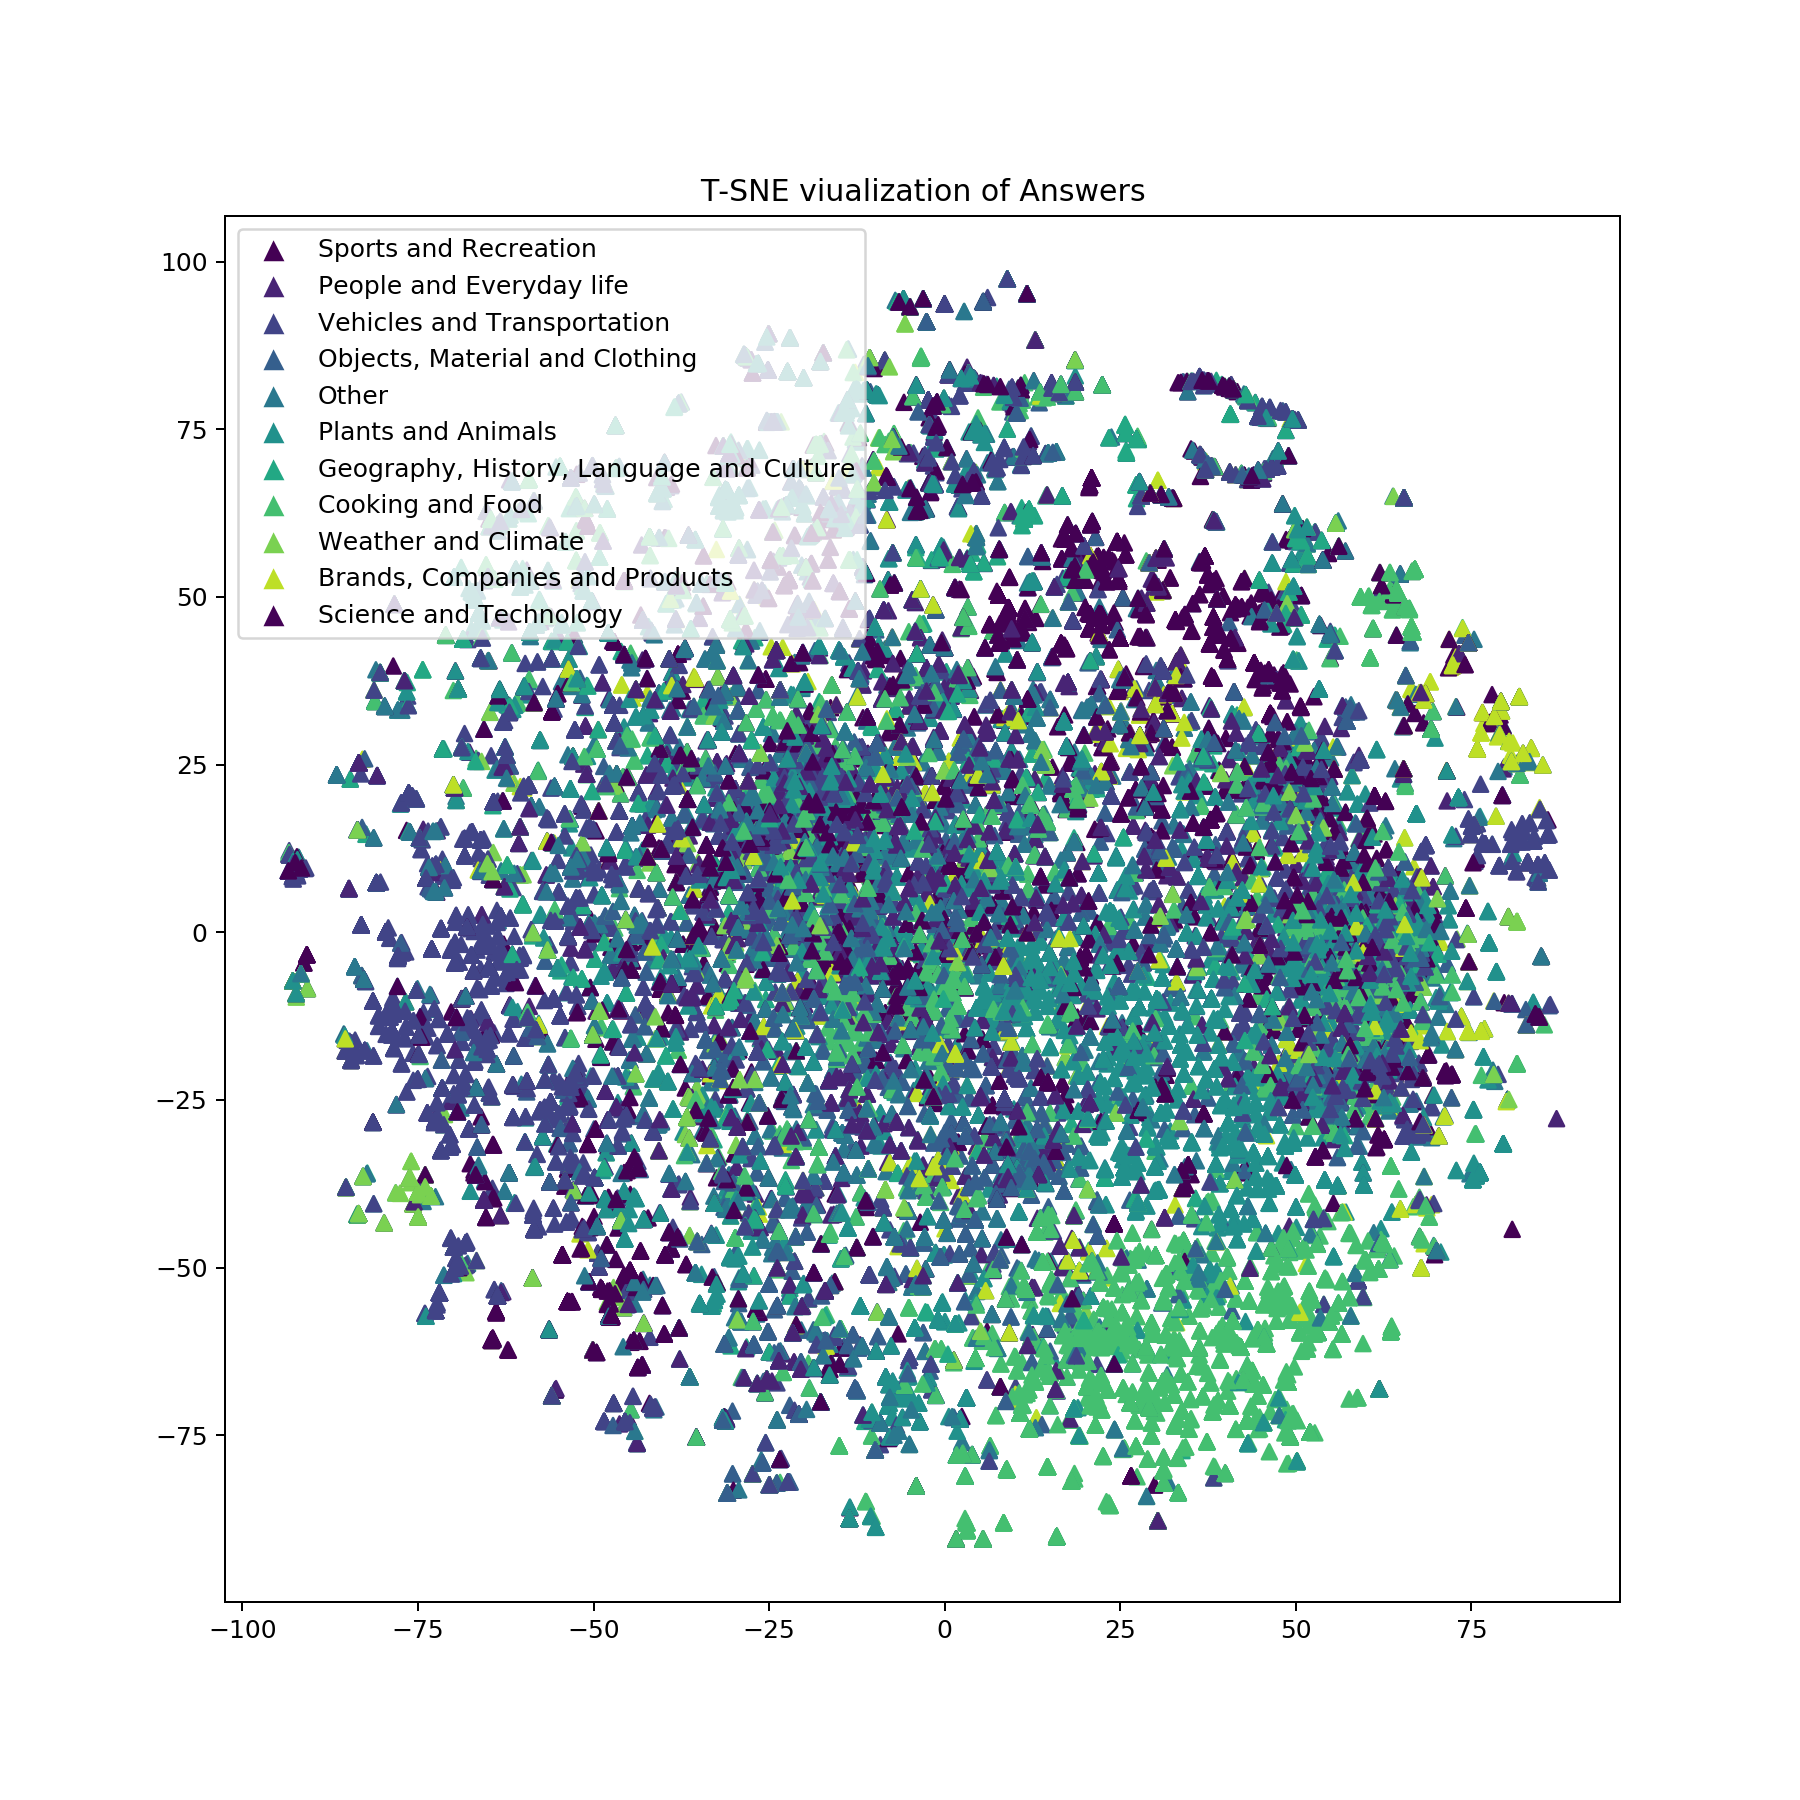 T-SNE viualization of Answers
Sports and Recreation
People and Everyday life
Vehicles and Transportation
Objects, Material and Clothing
Other
Plants and Animals
Geography, History, Language and Culture
Cooking and Food
Weather and Climate
Brands, Companies and Products
Science and Technology
100
75
50
25
0
−25
−50
−75
−100 −75 −50 −25 0 25 50 75